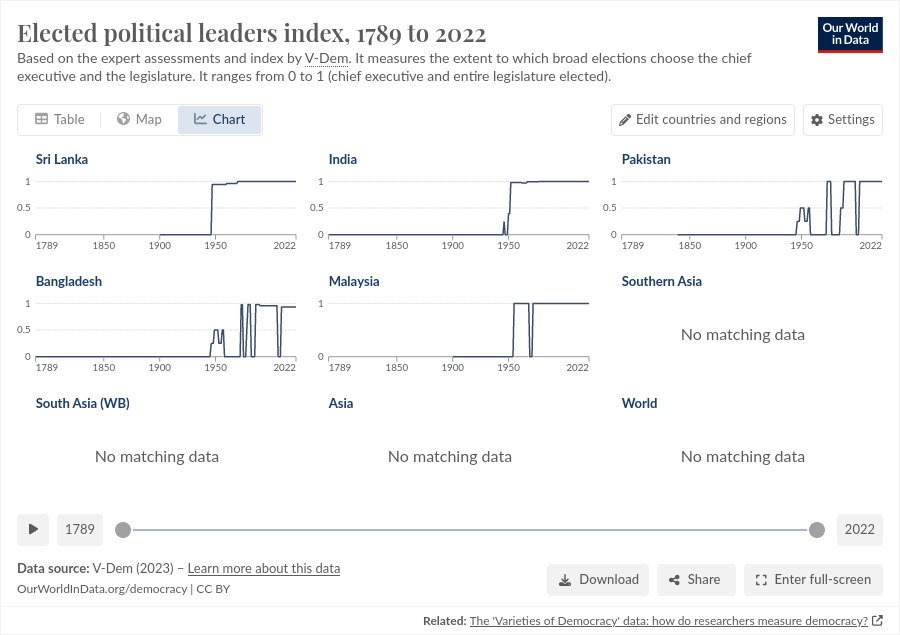 Elected political leaders index, 1789 to 2022
Our World
in Data
Based on the expert assessments and index by V-Dem. It measures the extent to which broad elections choose the chief
executive and the legislature. It ranges from 0 to 1 (chief executive and entire legislature elected).
Table Map Chart Edit countries and regions Settings
Sri Lanka India Pakistan
1 1 1
0.5 0.5 0.5
0 0 0
1789 1850 1900 1950 2022 1789 1850 1900 1950 2022 1789 1850 1900 1950 2022
Bangladesh Malaysia Southern Asia
1 1
0.5 No matching data
0 0
1789 1850 1900 1950 2022 1789 1850 1900 1950 2022
South Asia (WB) Asia World
No matching data No matching data No matching data
1789 2022
Data source: V-Dem (2023) – Learn more about this data
OurWorldInData.org/democracy | CC BY
Download Share Enter full-screen
Related: The 'Varieties of Democracy' data: how do researchers measure democracy?